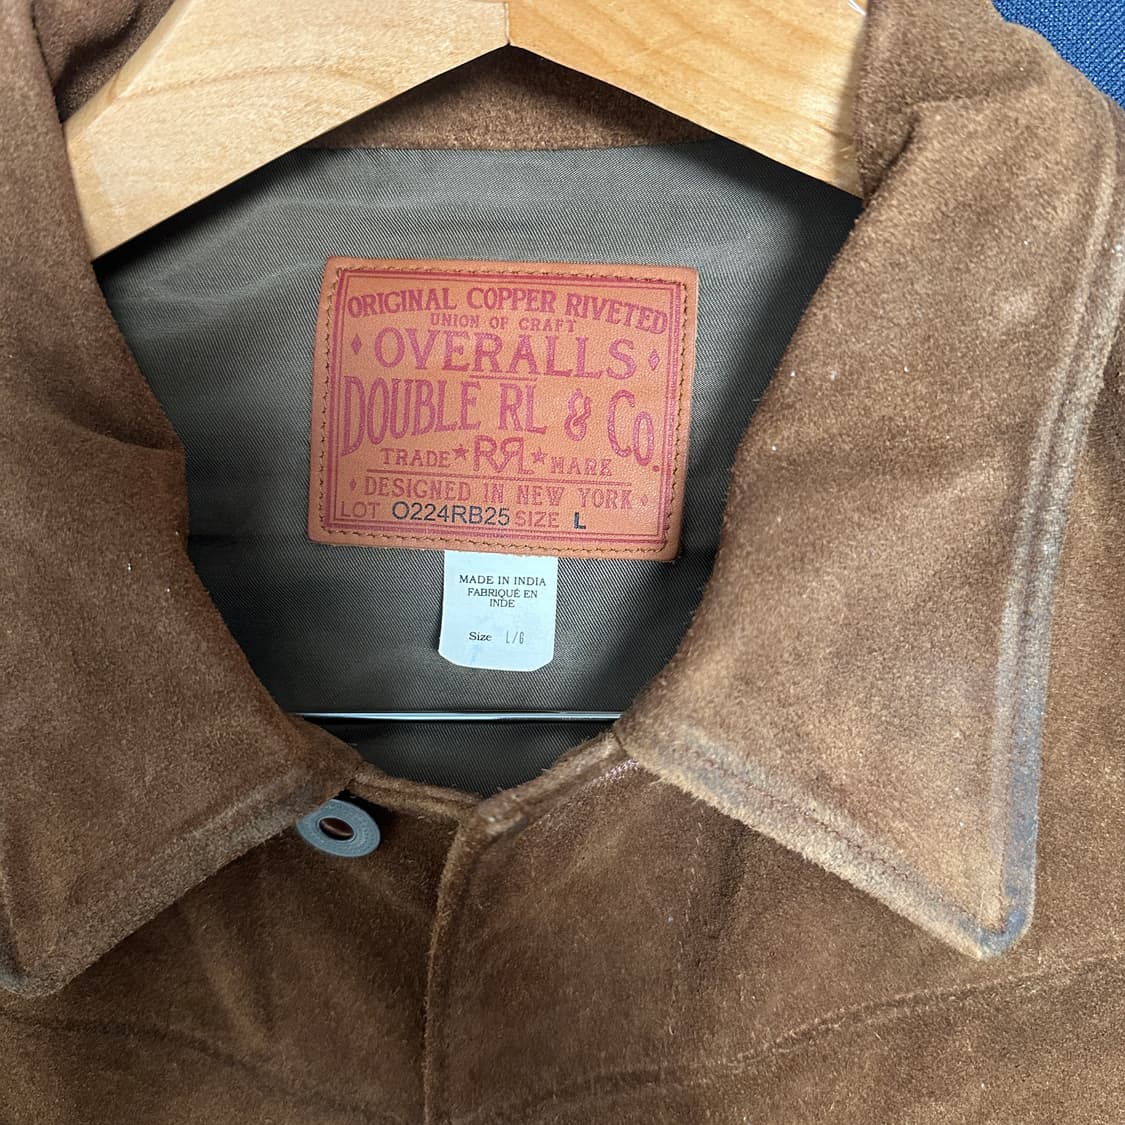 ORIGINAL COPPER RIVETED
UNION OF CRAFT
OVERALLS
DOUBLE RL & Co.
TRADE ★ RRL ★ MARK
DESIGNED IN NEW YORK
LOT 0224RB25 SIZE L
MADE IN INDIA
FABRIQUÉ EN
INDE
Size L/G